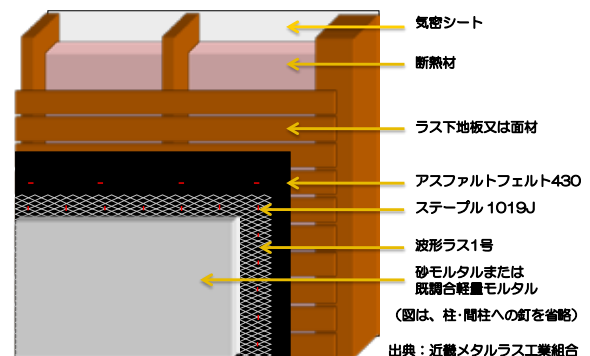 気密シート
断熱材
ラス下地板又は面材
アスファルトフェルト430
ステープル 1019J
波形ラス1号
砂モルタルまたは
既調合軽量モルタル
(図は、柱・間柱への釘を省略)
出典：近畿メタルラス工業組合